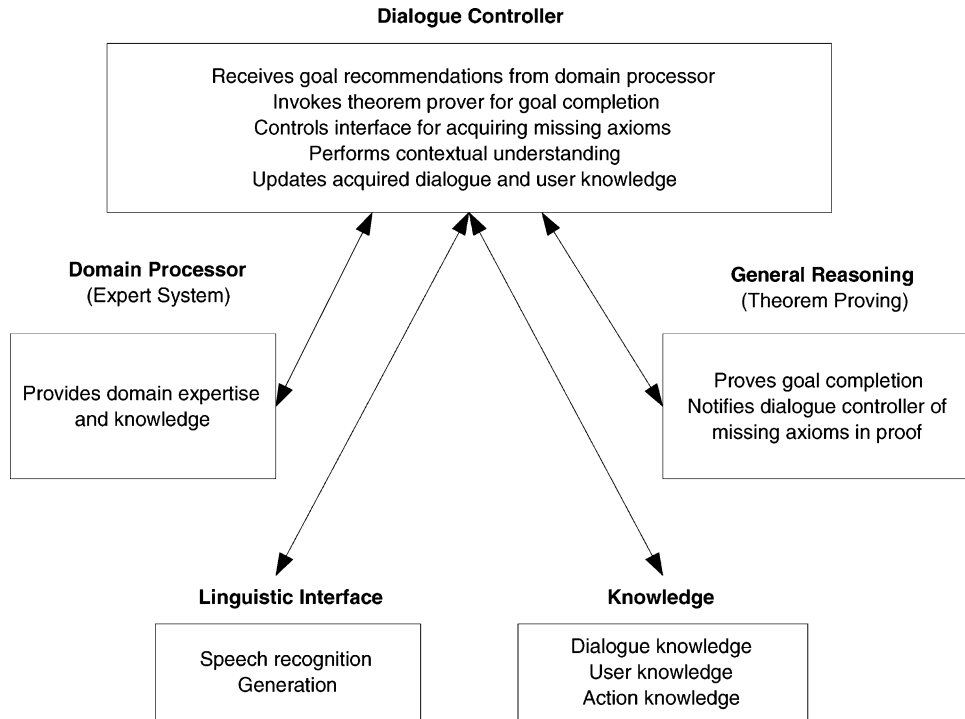 Dialogue Controller
Receives goal recommendations from domain processor
Invokes theorem prover for goal completion
Controls interface for acquiring missing axioms
Performs contextual understanding
Updates acquired dialogue and user knowledge
Domain Processor
(Expert System)
Provides domain expertise
and knowledge
General Reasoning
(Theorem Proving)
Proves goal completion
Notifies dialogue controller of
missing axioms in proof
Linguistic Interface
Speech recognition
Generation
Knowledge
Dialogue knowledge
User knowledge
Action knowledge